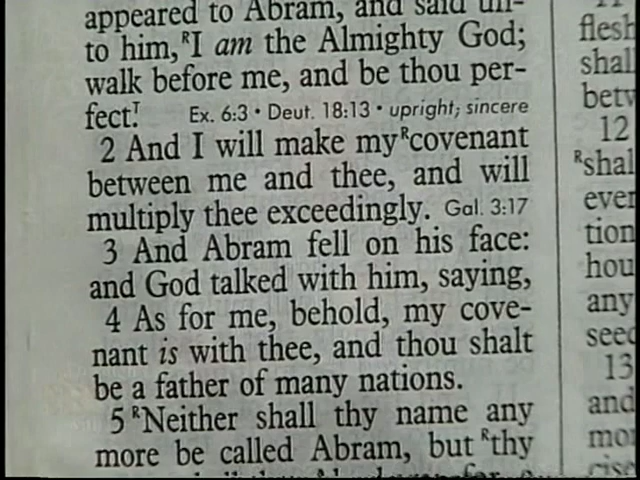 appeared to Abram, and said un-
to him, ᴿI am the Almighty God;
walk before me, and be thou per-
fect.ᵀ Ex. 6:3 • Deut. 18:13 • upright; sincere
2 And I will make my ᴿcovenant
between me and thee, and will
multiply thee exceedingly. Gal. 3:17
3 And Abram fell on his face:
and God talked with him, saying,
4 As for me, behold, my cove-
nant is with thee, and thou shalt
be a father of many nations.
5 ᴿNeither shall thy name any
more be called Abram, but ᴿthy
flesh
shal
betw
12
ᴿshal
ever
tion
hou
any
seed
13
and
mor